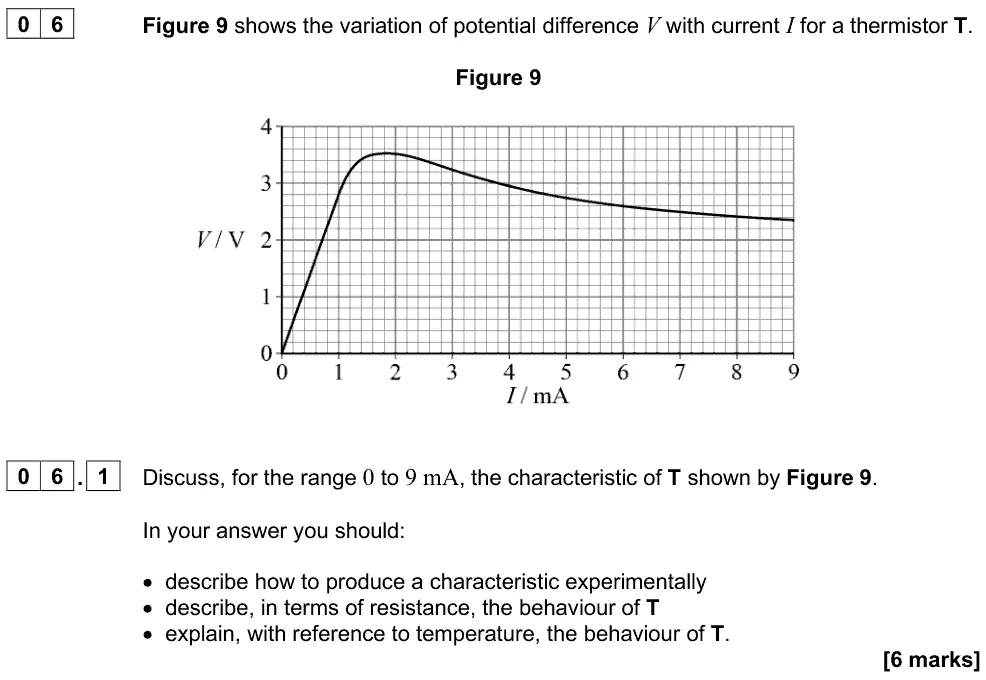 0 6 Figure 9 shows the variation of potential difference V with current I for a thermistor T.
Figure 9
4
3
V / V 2
1
0
0 1 2 3 4 5 6 7 8 9
I / mA
0 6 . 1 Discuss, for the range 0 to 9 mA, the characteristic of T shown by Figure 9.
In your answer you should:
• describe how to produce a characteristic experimentally
• describe, in terms of resistance, the behaviour of T
• explain, with reference to temperature, the behaviour of T.
[6 marks]